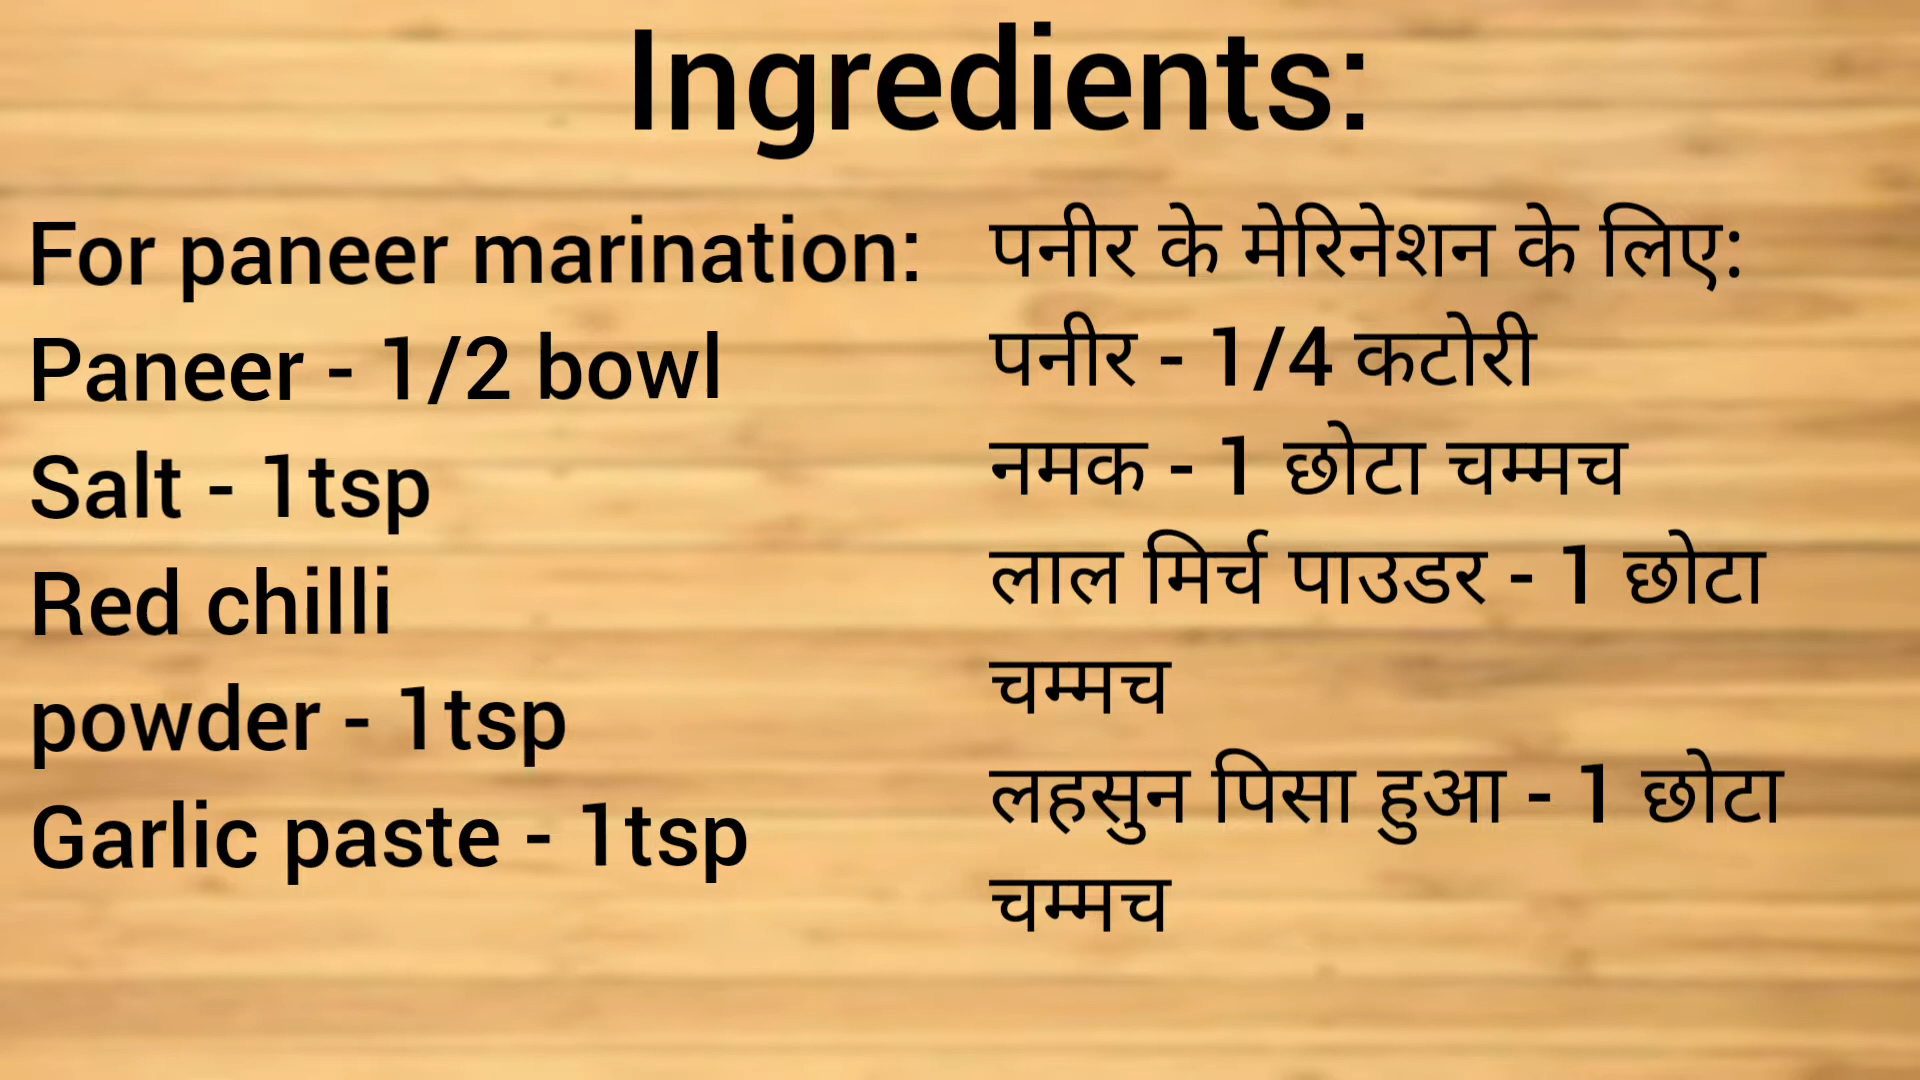 Ingredients:
For paneer marination:
Paneer - 1/2 bowl
Salt - 1tsp
Red chilli
powder - 1tsp
Garlic paste - 1tsp
पनीर के मेरिनेशन के लिए:
पनीर - 1/4 कटोरी
नमक - 1 छोटा चम्मच
लाल मिर्च पाउडर - 1 छोटा
चम्मच
लहसुन पिसा हुआ - 1 छोटा
चम्मच